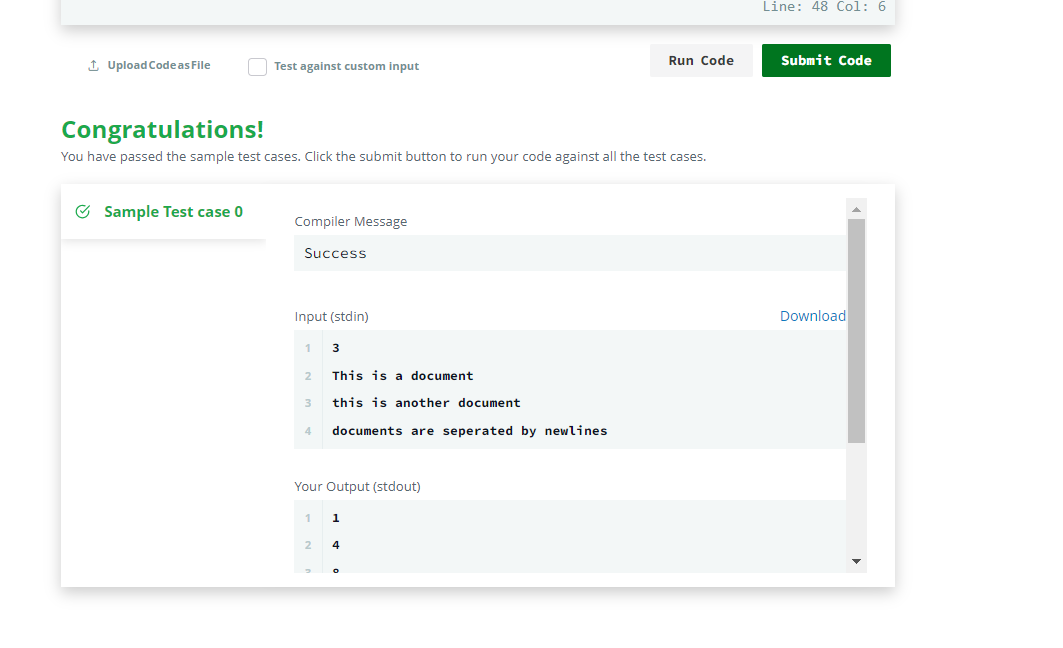 Line: 48 Col: 6
Upload Code as File
Test against custom input
Run Code
Submit Code
Congratulations!
You have passed the sample test cases. Click the submit button to run your code against all the test cases.
Sample Test case 0
Compiler Message
Success
Input (stdin)
Download
1 3
2 This is a document
3 this is another document
4 documents are seperated by newlines
Your Output (stdout)
1 1
2 4
3 8